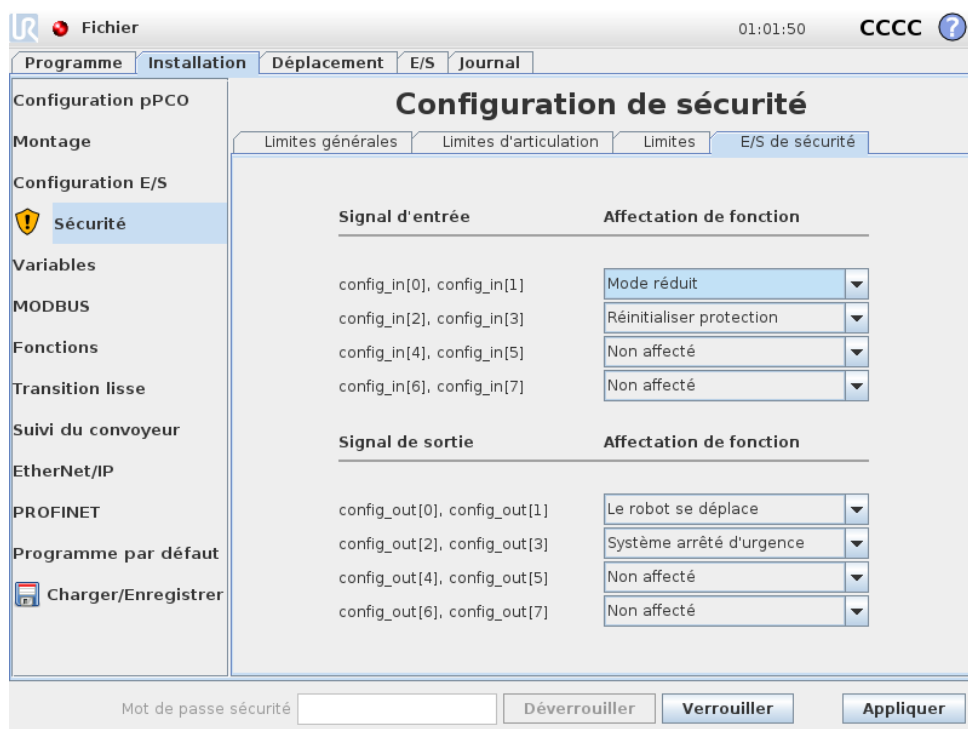 UR Fichier 01:01:50 CCCC ?
Programme Installation Déplacement E/S Journal
Configuration pPCO
Montage
Configuration E/S
Sécurité
Variables
MODBUS
Fonctions
Transition lisse
Suivi du convoyeur
EtherNet/IP
PROFINET
Programme par défaut
Charger/Enregistrer
Configuration de sécurité
Limites générales Limites d'articulation Limites E/S de sécurité
Signal d'entrée Affectation de fonction
config_in[0], config_in[1] Mode réduit
config_in[2], config_in[3] Réinitialiser protection
config_in[4], config_in[5] Non affecté
config_in[6], config_in[7] Non affecté
Signal de sortie Affectation de fonction
config_out[0], config_out[1] Le robot se déplace
config_out[2], config_out[3] Système arrêté d'urgence
config_out[4], config_out[5] Non affecté
config_out[6], config_out[7] Non affecté
Mot de passe sécurité Déverrouiller Verrouiller Appliquer